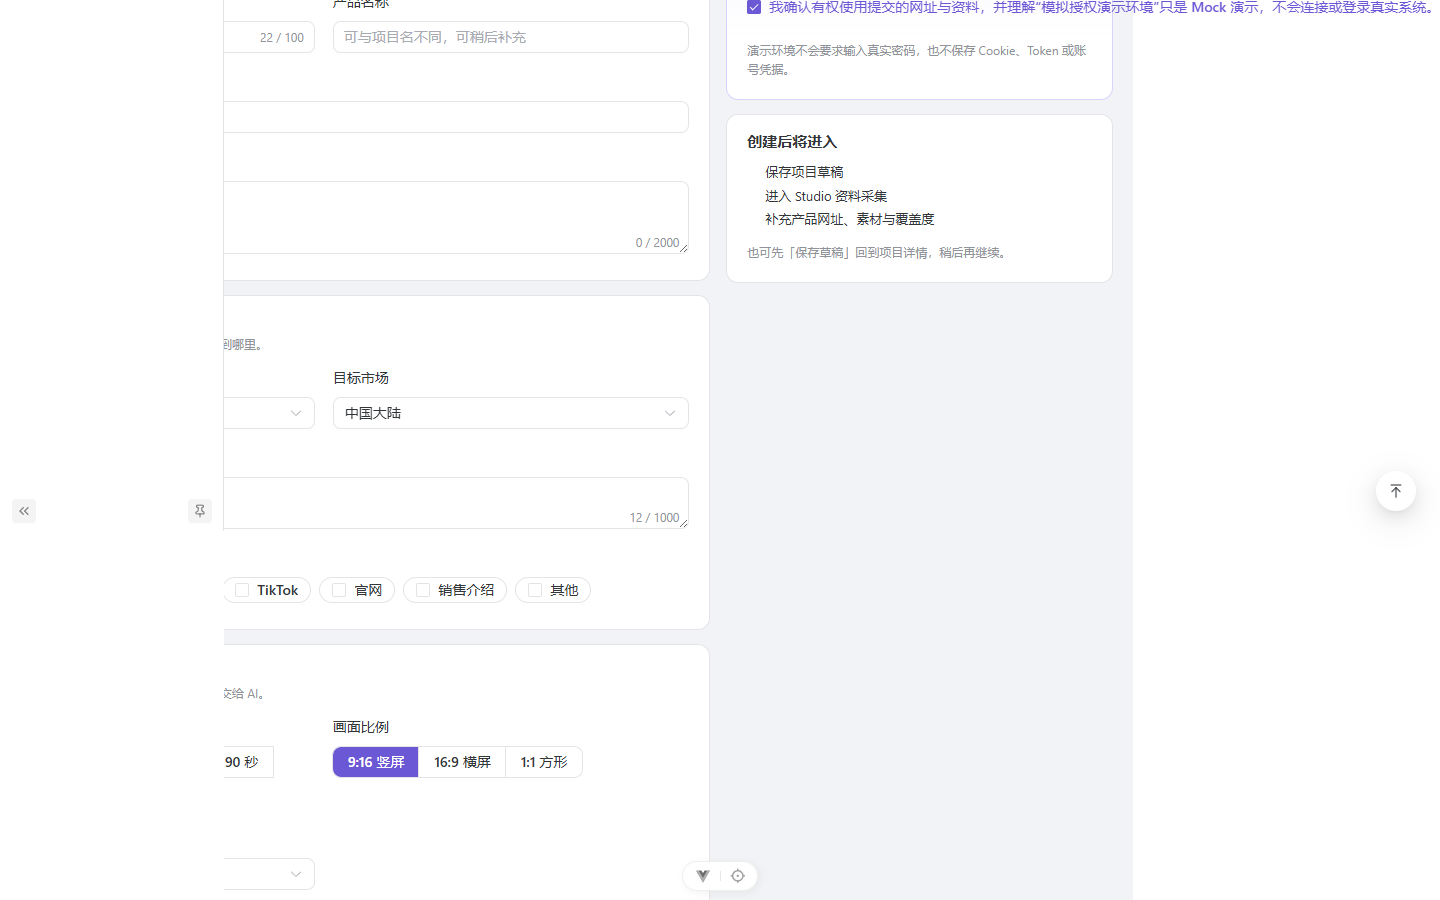 产品名称
22 / 100
可与项目名不同，可稍后补充
0 / 2000
到哪里。
目标市场
中国大陆
12 / 1000
TikTok
官网
销售介绍
其他
交给 AI。
画面比例
90 秒
9:16 竖屏
16:9 横屏
1:1 方形
我确认有权使用提交的网址与资料，并理解“模拟授权演示环境”只是 Mock 演示，不会连接或登录真实系统。
演示环境不会要求输入真实密码，也不保存 Cookie、Token 或账
号凭据。
创建后将进入
保存项目草稿
进入 Studio 资料采集
补充产品网址、素材与覆盖度
也可先「保存草稿」回到项目详情，稍后再继续。